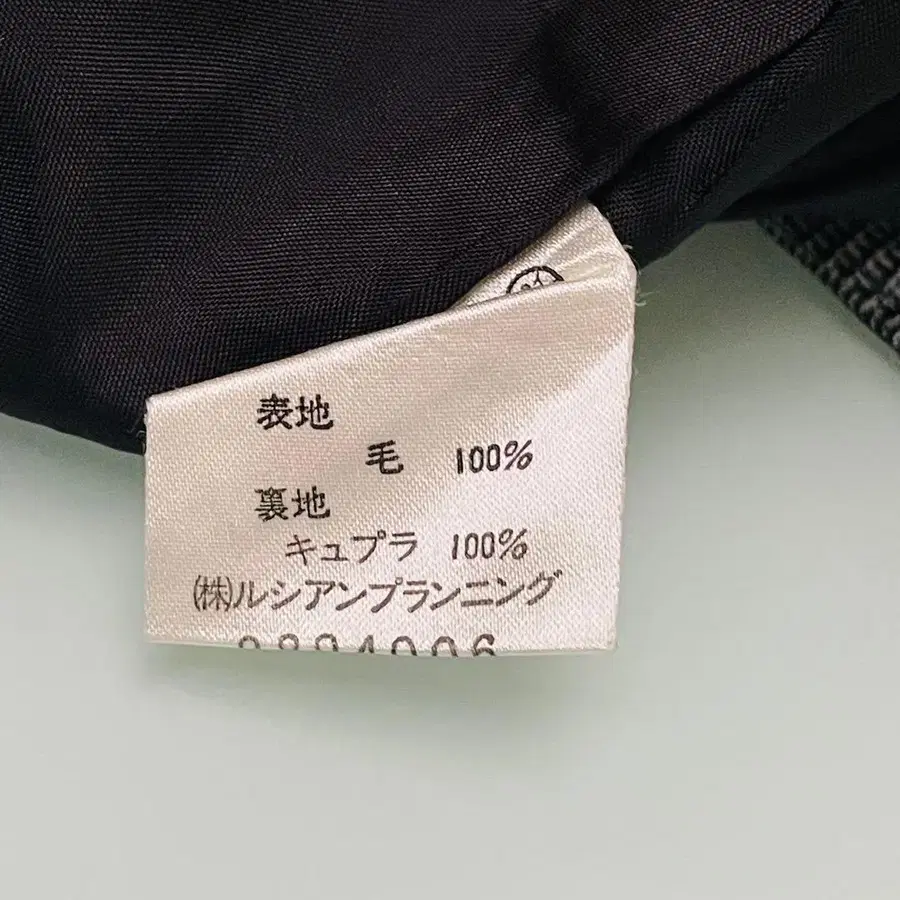 表地
毛 100%
裏地
キュプラ 100%
(株)ルシアンプランニング